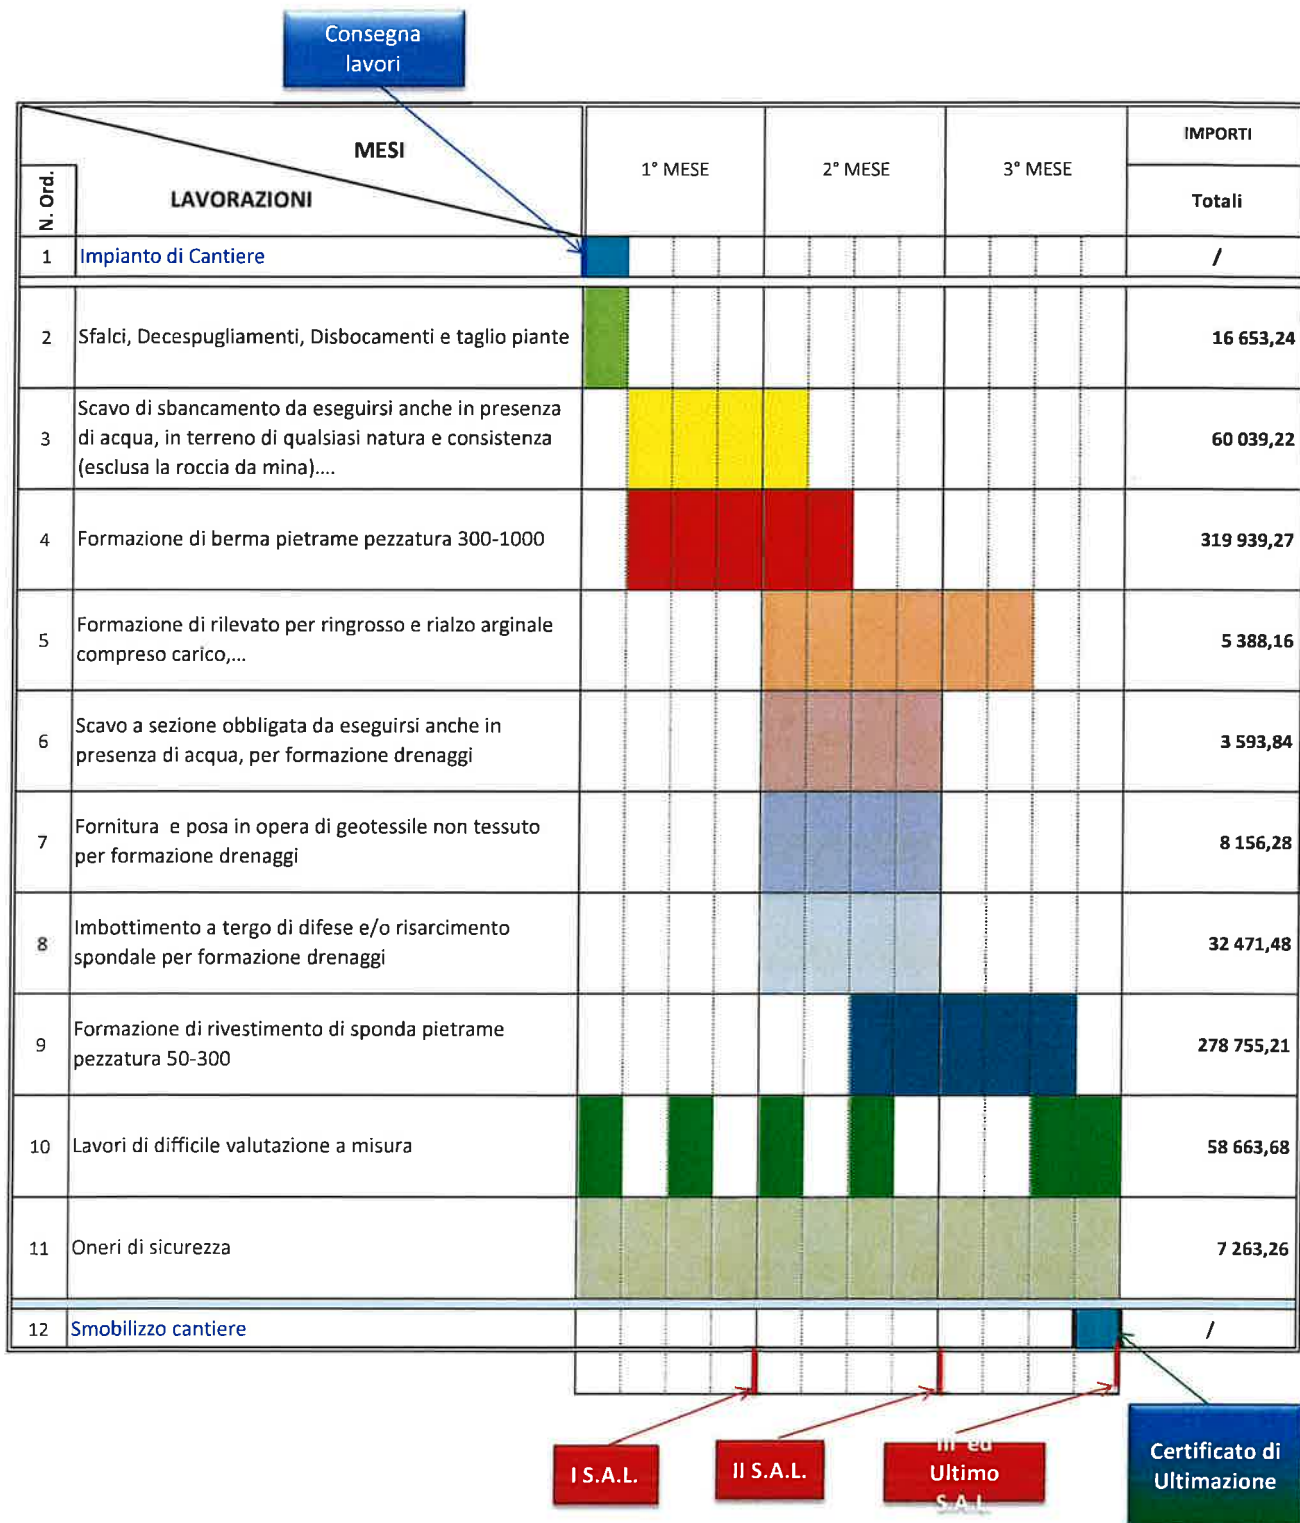 Consegna
lavori
MESI
LAVORAZIONI
N. Ord.
1° MESE
2° MESE
3° MESE
IMPORTI
Totali
1 Impianto di Cantiere /
2 Sfalci, Decespugliamenti, Disbocamenti e taglio piante 16 653,24
3 Scavo di sbancamento da eseguirsi anche in presenza
di acqua, in terreno di qualsiasi natura e consistenza
(esclusa la roccia da mina)....
60 039,22
4 Formazione di berma pietrame pezzatura 300-1000 319 939,27
5 Formazione di rilevato per ringrosso e rialzo arginale
compreso carico,...
5 388,16
6 Scavo a sezione obbligata da eseguirsi anche in
presenza di acqua, per formazione drenaggi
3 593,84
7 Fornitura e posa in opera di geotessile non tessuto
per formazione drenaggi
8 156,28
8 Imbottimento a tergo di difese e/o risarcimento
spondale per formazione drenaggi
32 471,48
9 Formazione di rivestimento di sponda pietrame
pezzatura 50-300
278 755,21
10 Lavori di difficile valutazione a misura 58 663,68
11 Oneri di sicurezza 7 263,26
12 Smobilizzo cantiere /
I S.A.L.
II S.A.L.
III ed
Ultimo
S.A.L.
Certificato di
Ultimazione